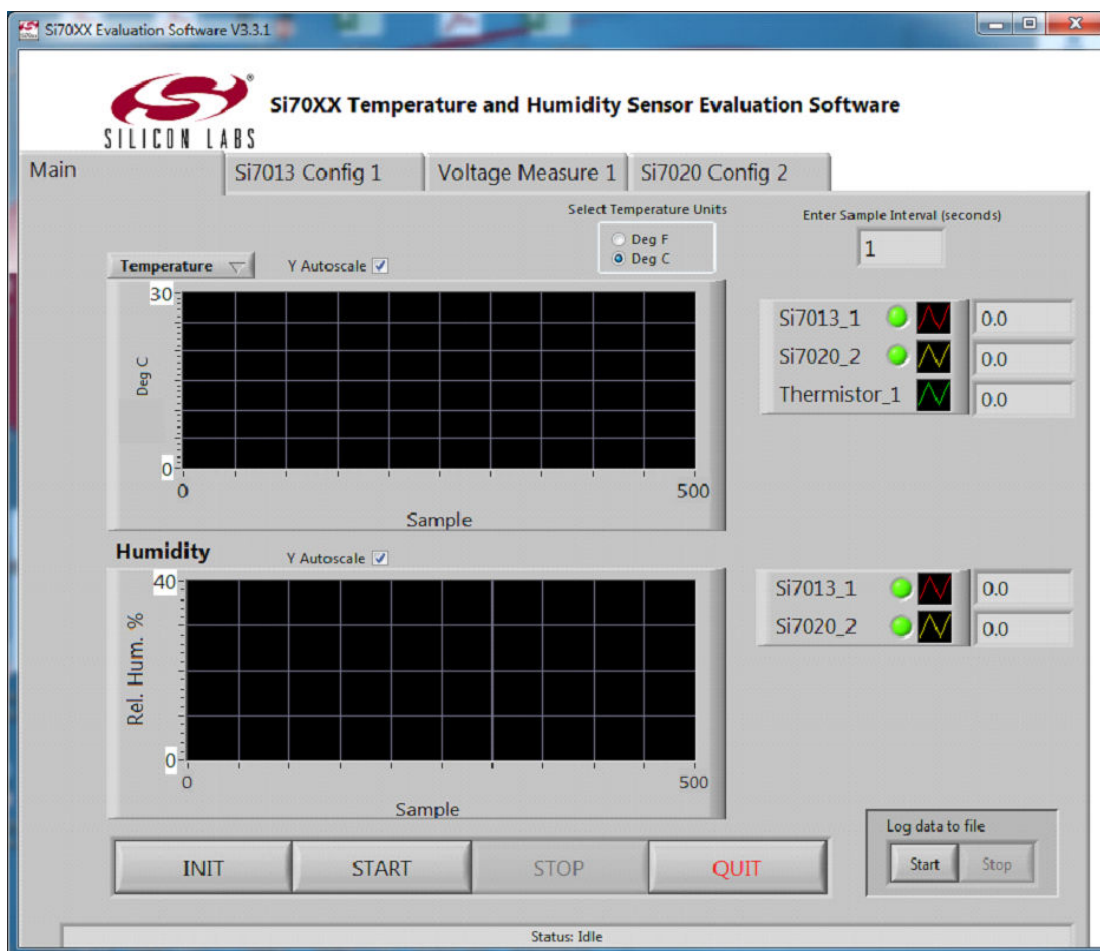 Si70XX Evaluation Software V3.3.1
SILICON LABS
Si70XX Temperature and Humidity Sensor Evaluation Software
Main
Si7013 Config 1
Voltage Measure 1
Si7020 Config 2
Select Temperature Units
Deg F
Deg C
Enter Sample Interval (seconds)
1
Temperature
Y Autoscale
30
Deg C
0
0
500
Sample
Si7013_1
0.0
Si7020_2
0.0
Thermistor_1
0.0
Humidity
Y Autoscale
40
Rel. Hum. %
0
0
500
Sample
Si7013_1
0.0
Si7020_2
0.0
INIT
START
STOP
QUIT
Log data to file
Start
Stop
Status: Idle